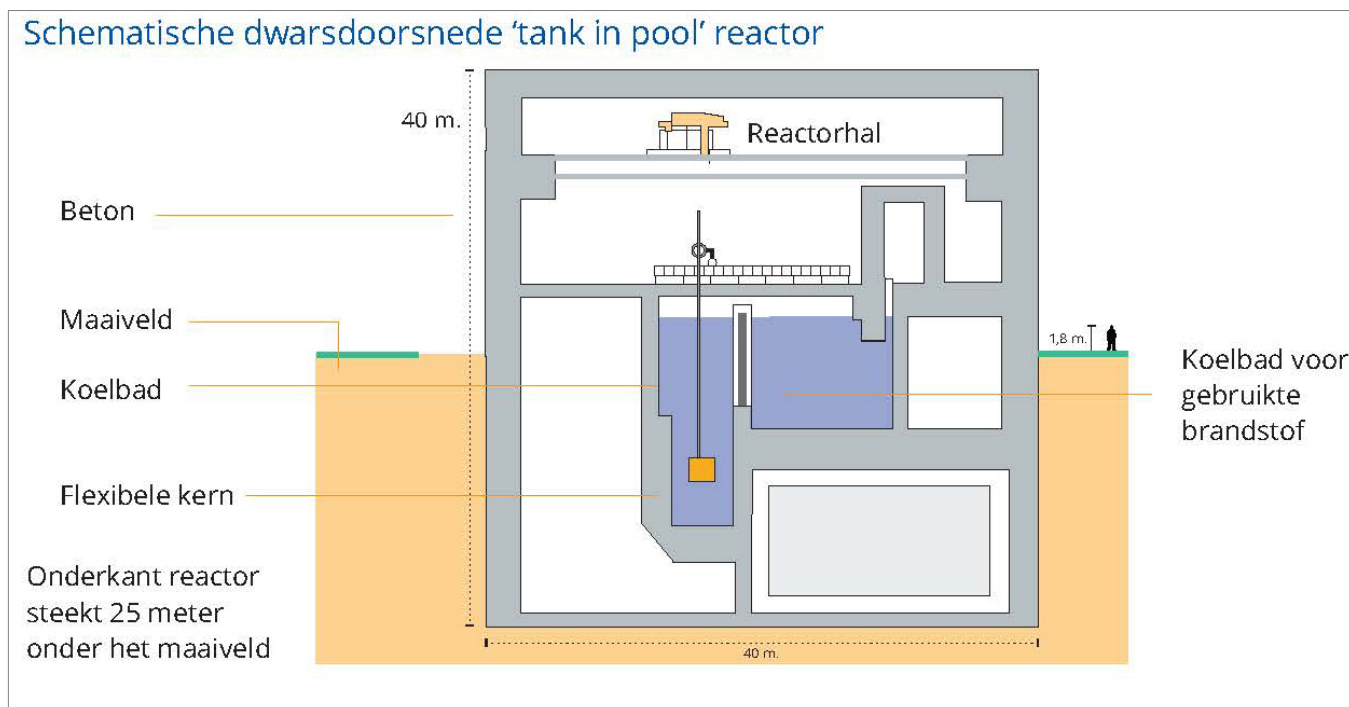 Schematische dwarsdoorsnede ‘tank in pool’ reactor
40 m.
Reactorhal
Beton
Maaiveld
1,8 m.
Koelbad
Koelbad voor
gebruikte
brandstof
Flexibele kern
Onderkant reactor
steekt 25 meter
onder het maaiveld
40 m.